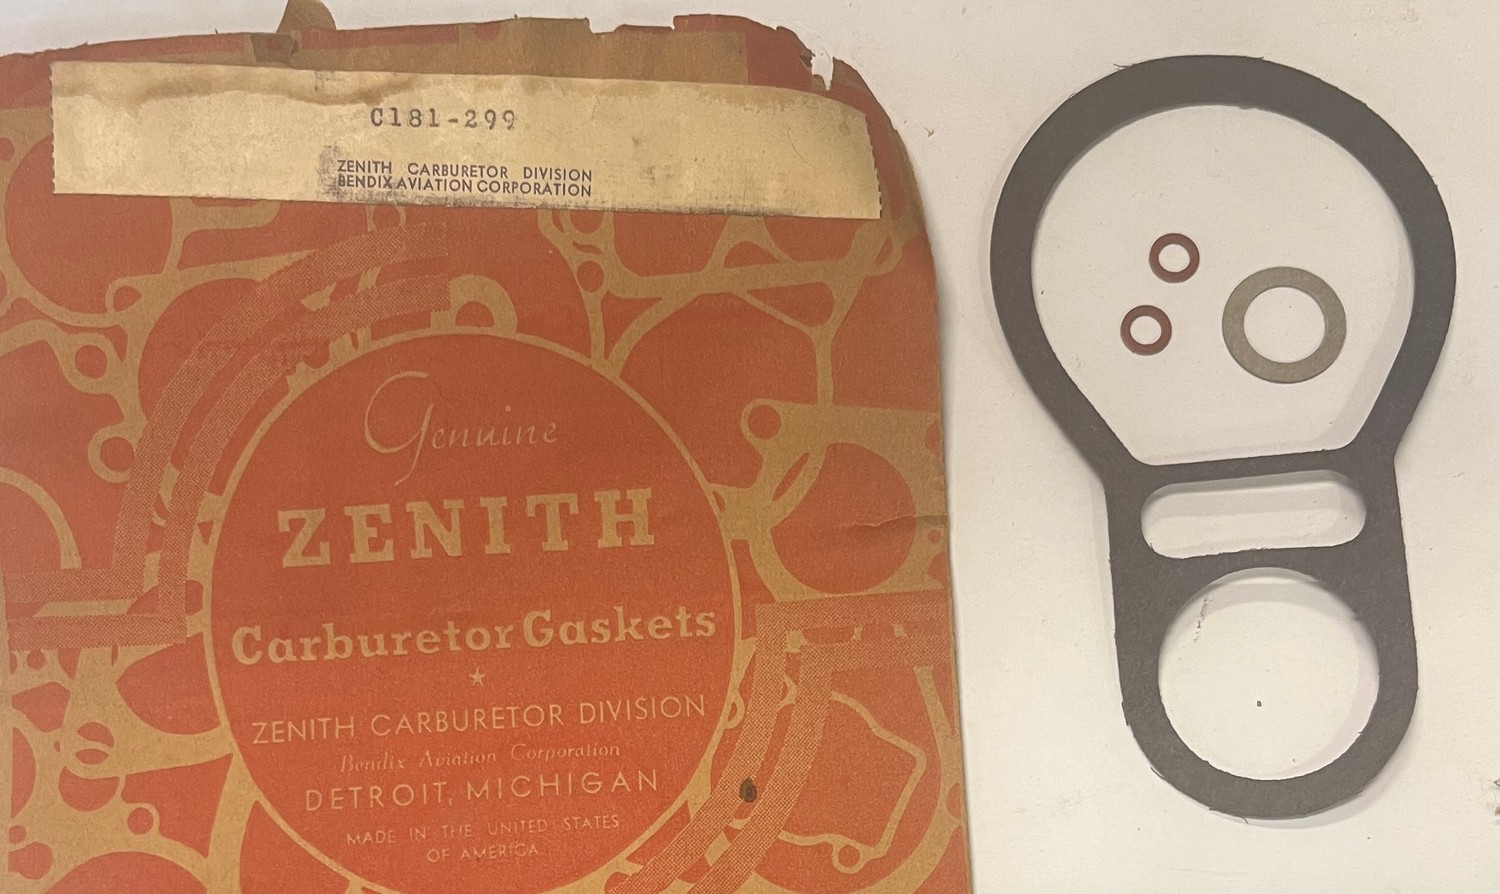 C181-299
ZENITH CARBURETOR DIVISION
BENDIX AVIATION CORPORATION
Genuine
ZENITH
Carburetor Gaskets
ZENITH CARBURETOR DIVISION
Bendix Aviation Corporation
DETROIT, MICHIGAN
MADE IN THE UNITED STATES
OF AMERICA